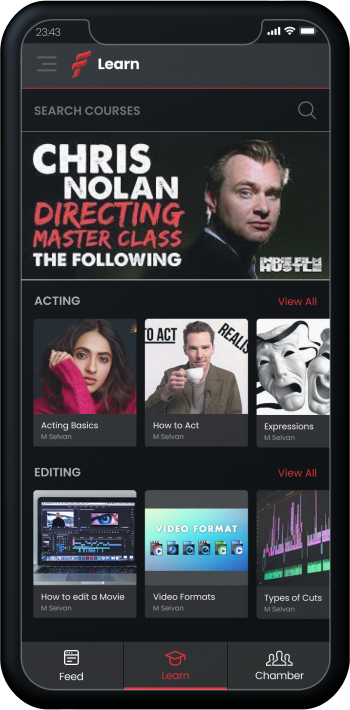 23:43
Learn
SEARCH COURSES
CHRIS
NOLAN
DIRECTING
MASTER CLASS
THE FOLLOWING
INDIE FILM
HUSTLE
ACTING
View All
TO ACT
REALIS
Acting Basics
M Selvan
How to Act
M Selvan
Expressions
M Selvan
EDITING
View All
VIDEO FORMAT
How to edit a Movie
M Selvan
Video Formats
M Selvan
Types of Cuts
M Selvan
Feed
Learn
Chamber